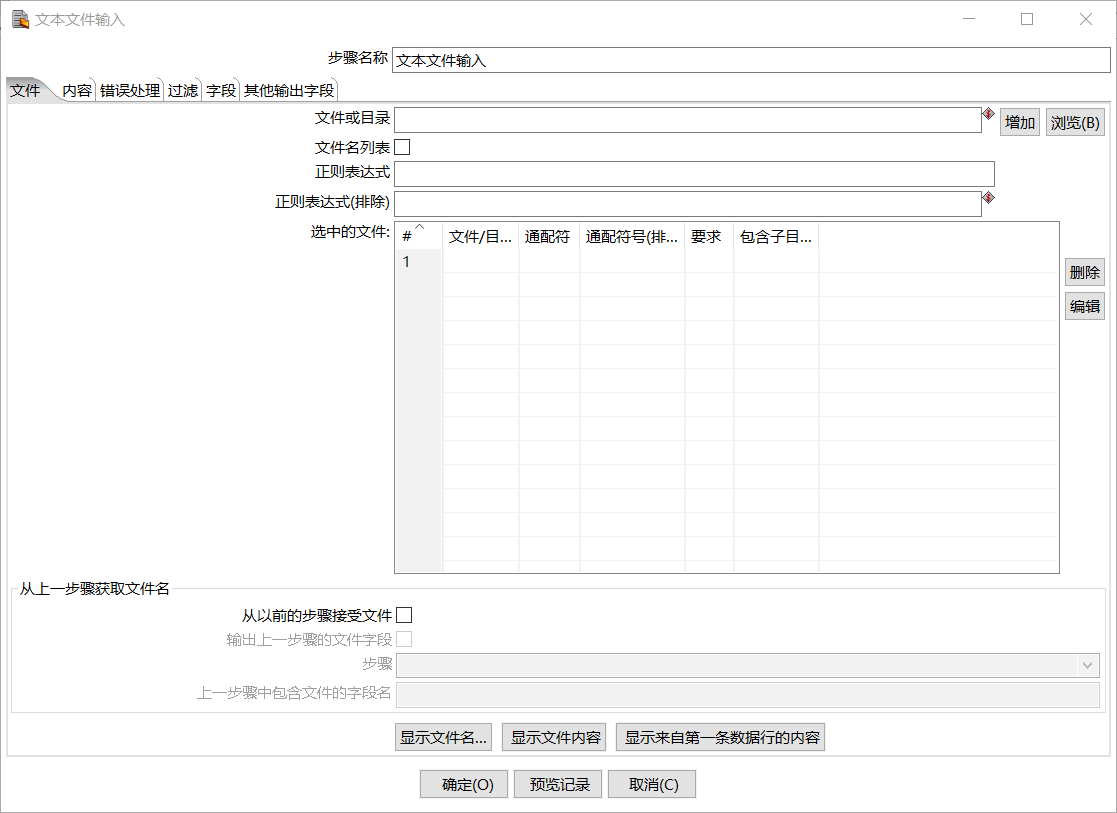 文本文件输入
步骤名称 文本文件输入
文件 内容 错误处理 过滤 字段 其他输出字段
文件或目录 增加 浏览(B)
文件名列表
正则表达式
正则表达式(排除)
选中的文件: # 文件/目... 通配符 通配符号(排... 要求 包含子目...
1
删除
编辑
从上一步骤获取文件名
从以前的步骤接受文件
输出上一步骤的文件字段
步骤
上一步骤中包含文件的字段名
显示文件名... 显示文件内容 显示来自第一条数据行的内容
确定(O) 预览记录 取消(C)